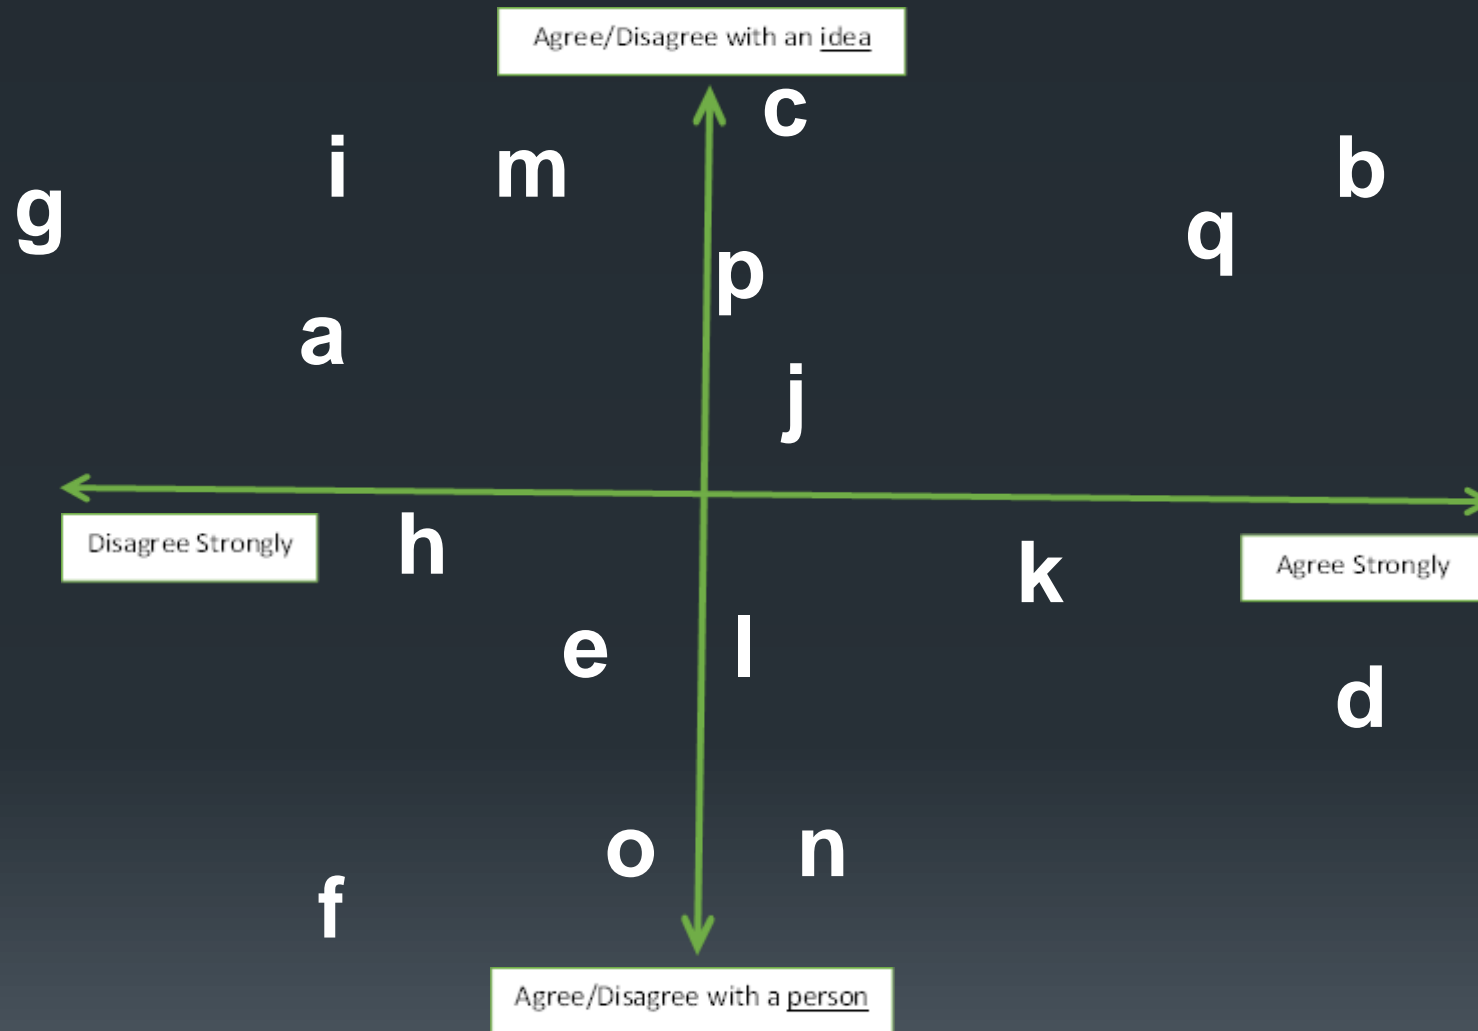 Agree/Disagree with an idea
c
i m b
g q
p
a
j
Disagree Strongly h k Agree Strongly
e l
d
o n
f
Agree/Disagree with a person